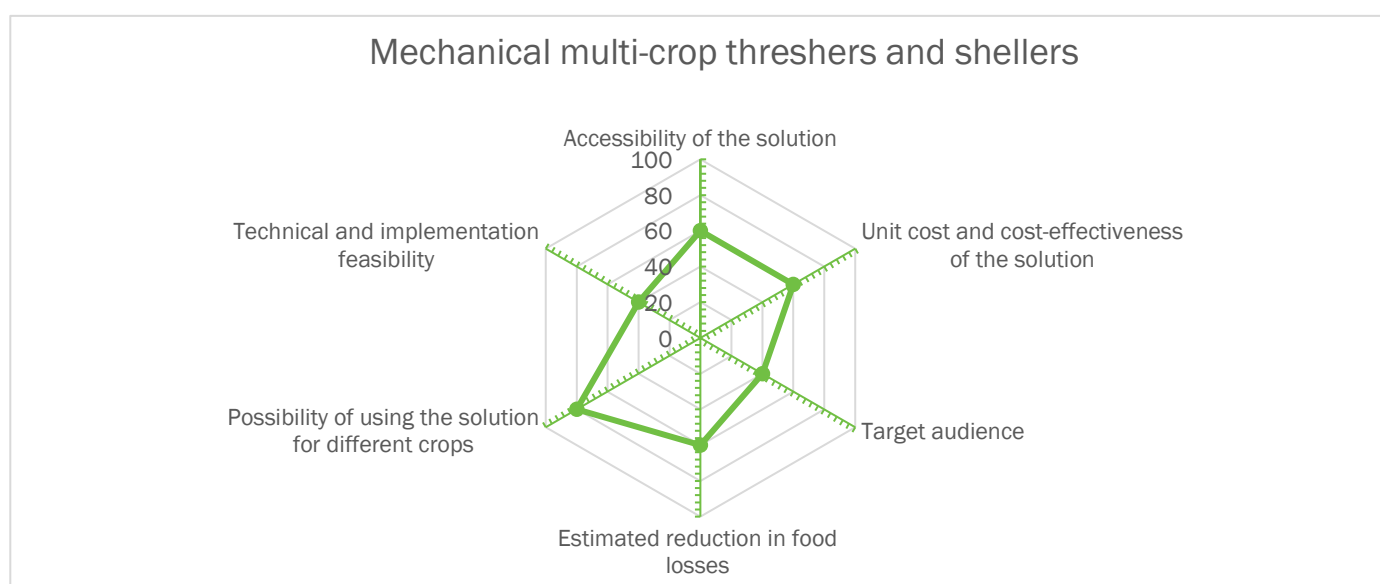 Mechanical multi-crop threshers and shellers
Accessibility of the solution
100
80
60
40
20
0
Unit cost and cost-effectiveness
of the solution
Target audience
Estimated reduction in food
losses
Possibility of using the solution
for different crops
Technical and implementation
feasibility